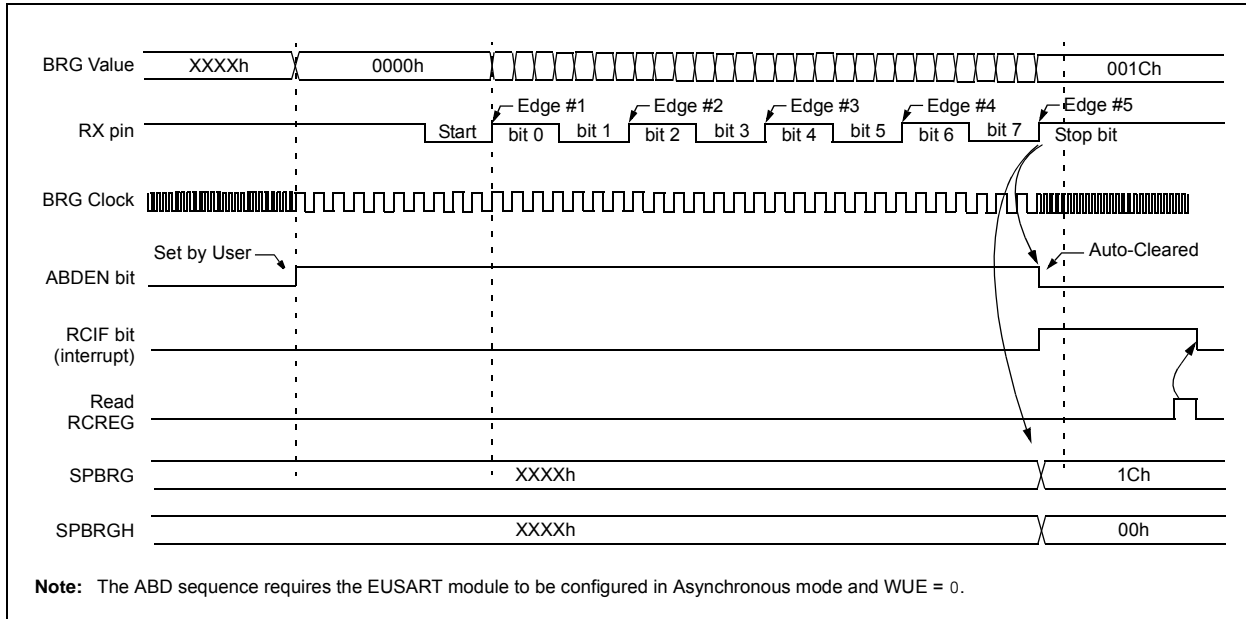 BRG Value XXXXh 0000h 001Ch
Edge #1 Edge #2 Edge #3 Edge #4 Edge #5
RX pin Start bit 0 bit 1 bit 2 bit 3 bit 4 bit 5 bit 6 bit 7 Stop bit
BRG Clock
Set by User Auto-Cleared
ABDEN bit
RCIF bit
(interrupt)
Read
RCREG
SPBRG XXXXh 1Ch
SPBRGH XXXXh 00h
Note: The ABD sequence requires the EUSART module to be configured in Asynchronous mode and WUE = 0.